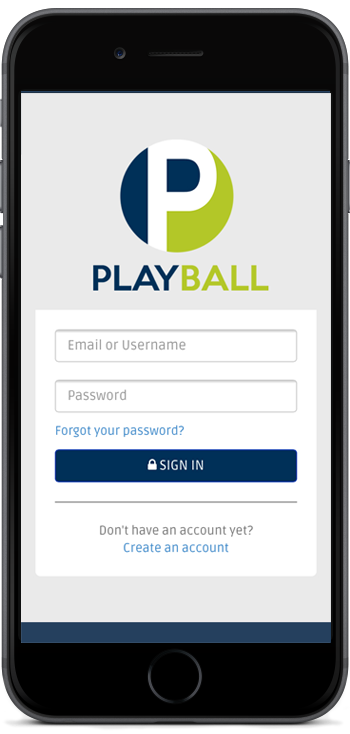 P
PLAYBALL
Email or Username
Password
Forgot your password?
SIGN IN
Don't have an account yet?
Create an account